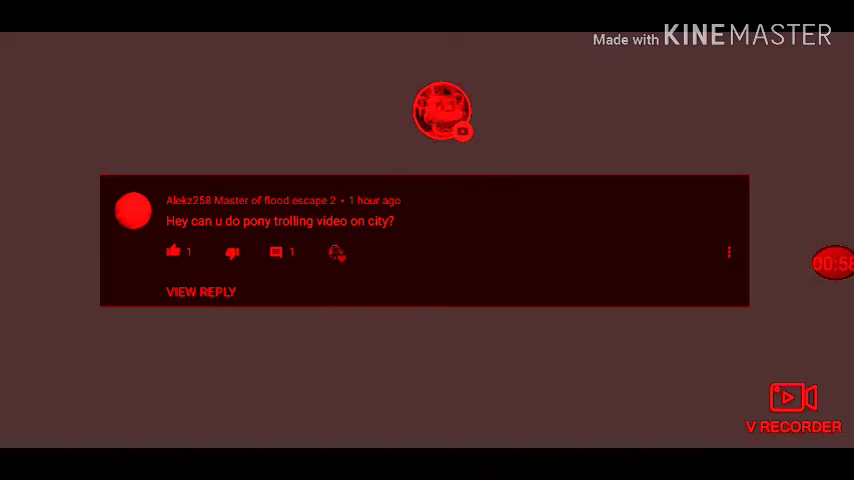 Made with KINEMASTER
Alekz258 Master of flood escape 2 • 1 hour ago
Hey can u do pony trolling video on city?
1 1
VIEW REPLY
00:58
V RECORDER